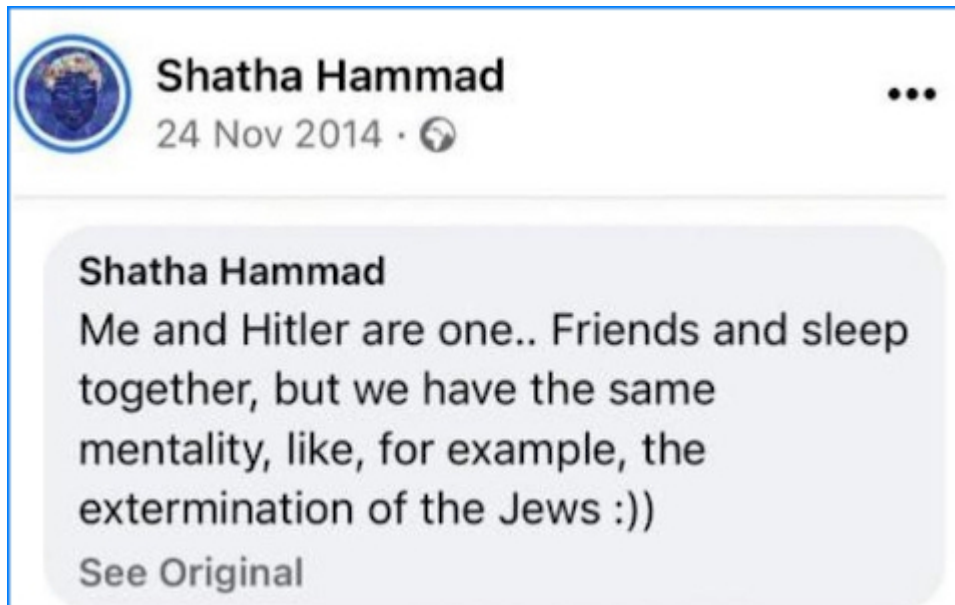 Shatha Hammad
24 Nov 2014 ·
Shatha Hammad
Me and Hitler are one.. Friends and sleep
together, but we have the same
mentality, like, for example, the
extermination of the Jews :))
See Original